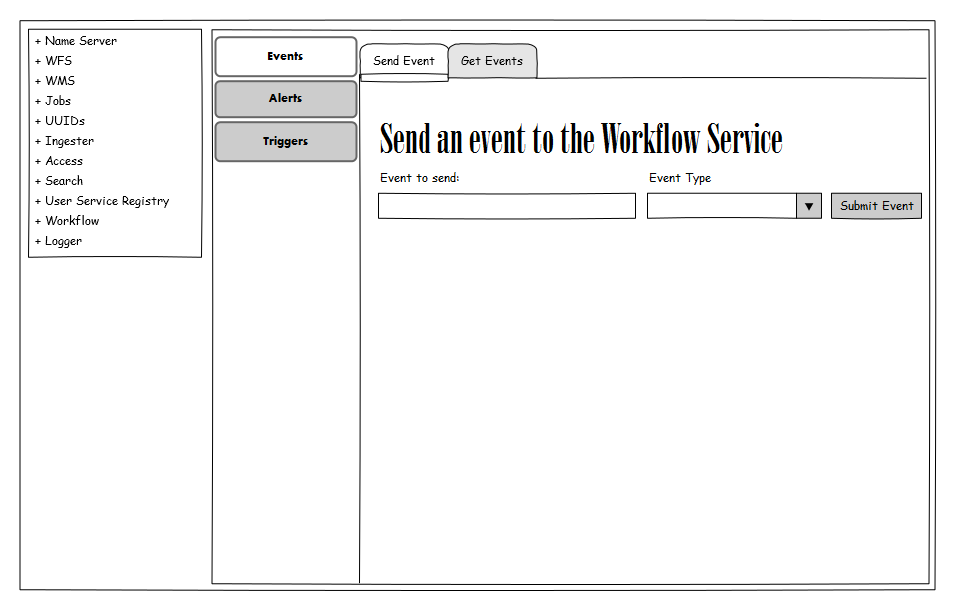 + Name Server
+ WFS
+ WMS
+ Jobs
+ UUIDs
+ Ingester
+ Access
+ Search
+ User Service Registry
+ Workflow
+ Logger
Events
Alerts
Triggers
Send Event
Get Events
Send an event to the Workflow Service
Event to send:
Event Type
Submit Event